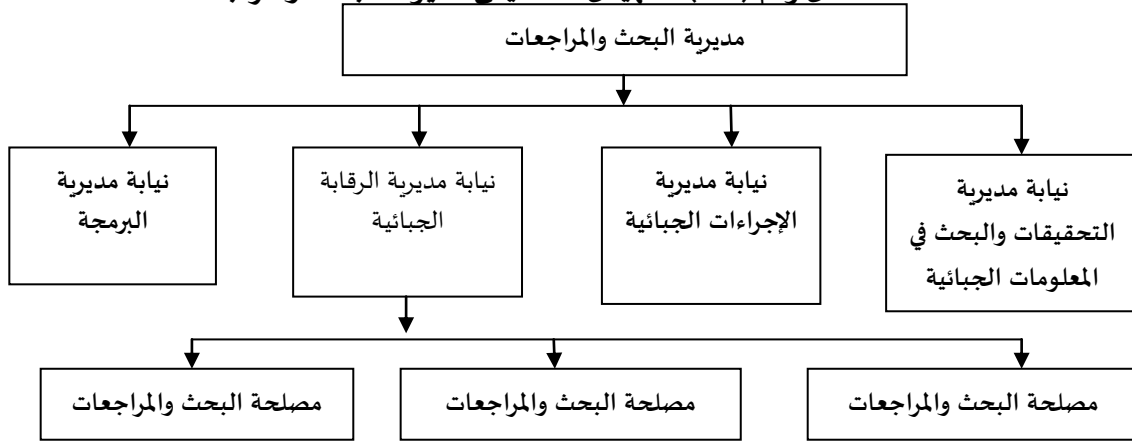 مديرية البحث والمراجعات
نيابة مديرية
التحقيقات والبحث في
المعلومات الجبائية
نيابة مديرية
الإجراءات الجبائية
نيابة مديرية الرقابة
الجبائية
نيابة مديرية
البرمجة
مصلحة البحث والمراجعات
مصلحة البحث والمراجعات
مصلحة البحث والمراجعات